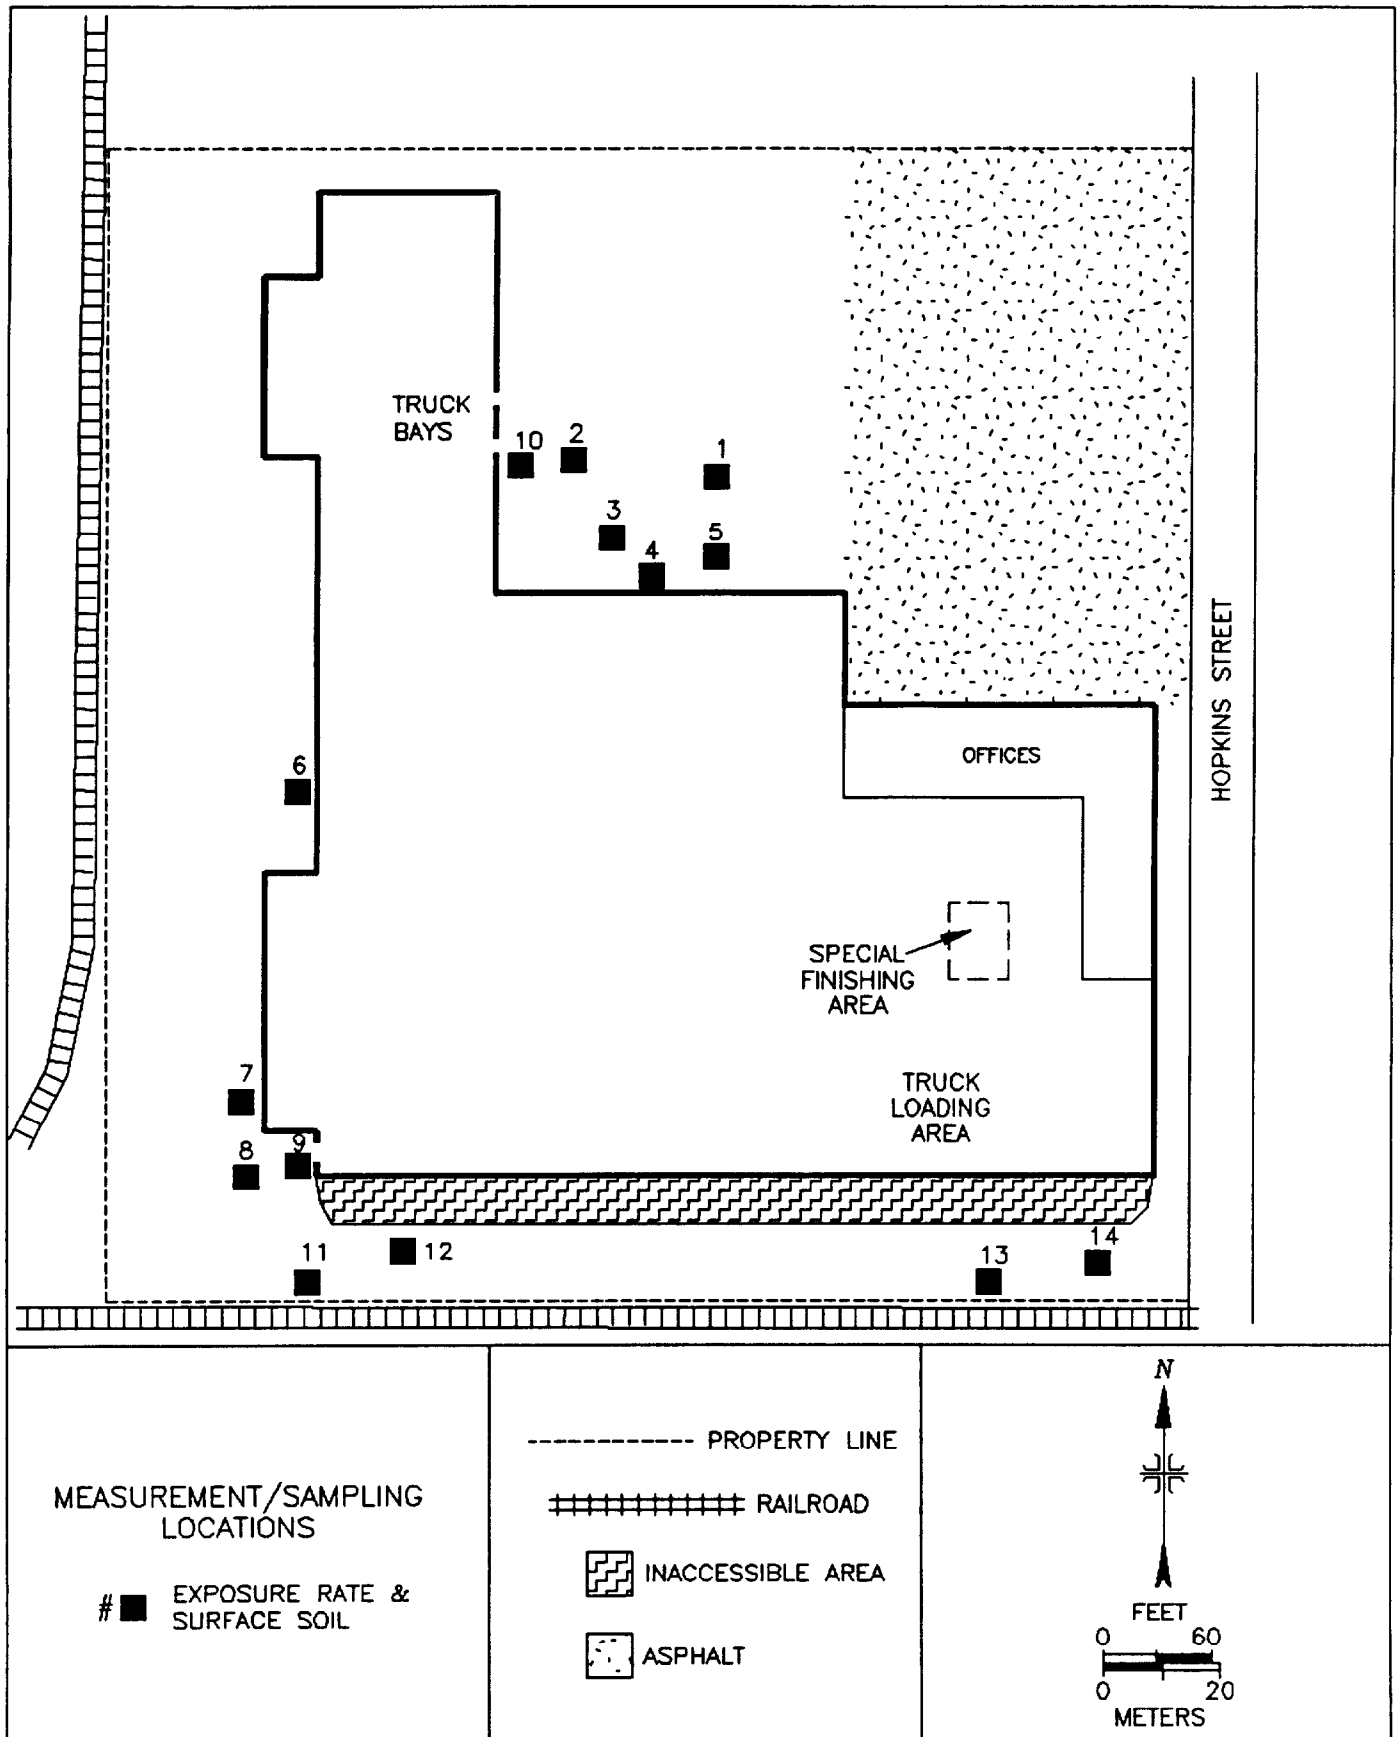 TRUCK
BAYS
10
2
1
3
5
4
HOPKINS STREET
OFFICES
6
SPECIAL
FINISHING
AREA
7
TRUCK
LOADING
AREA
8
9
11
12
13
14
MEASUREMENT/SAMPLING
LOCATIONS
# EXPOSURE RATE &
SURFACE SOIL
PROPERTY LINE
RAILROAD
INACCESSIBLE AREA
ASPHALT
N
FEET
0 60
0 20
METERS